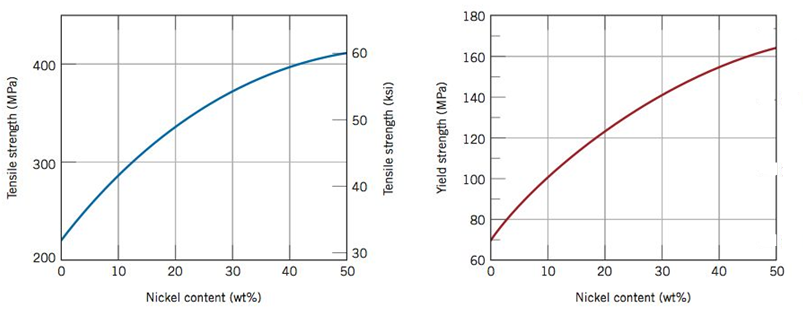 Tensile strength (MPa)
400
300
200
0 10 20 30 40 50
Nickel content (wt%)
60
50
40
30
Tensile strength (ksi)
Yield strength (MPa)
180
160
140
120
100
80
60
0 10 20 30 40 50
Nickel content (wt%)